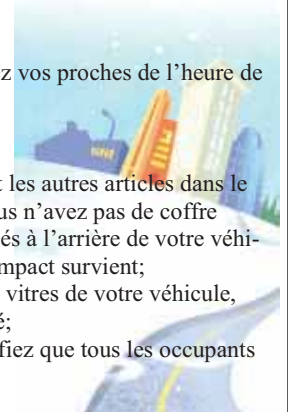 z vos proches de l’heure de
t les autres articles dans le
us n’avez pas de coffre
és à l’arrière de votre véhi-
mpact survient;
vitres de votre véhicule,
é;
fiez que tous les occupants